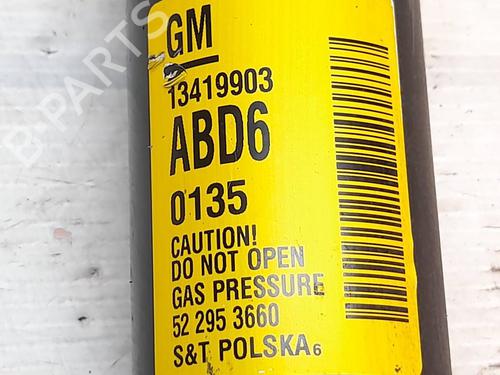 B-PARTS
GM
13419903
ABD6
0135
CAUTION!
DO NOT OPEN
GAS PRESSURE
52 295 3660
S&T POLSKA6